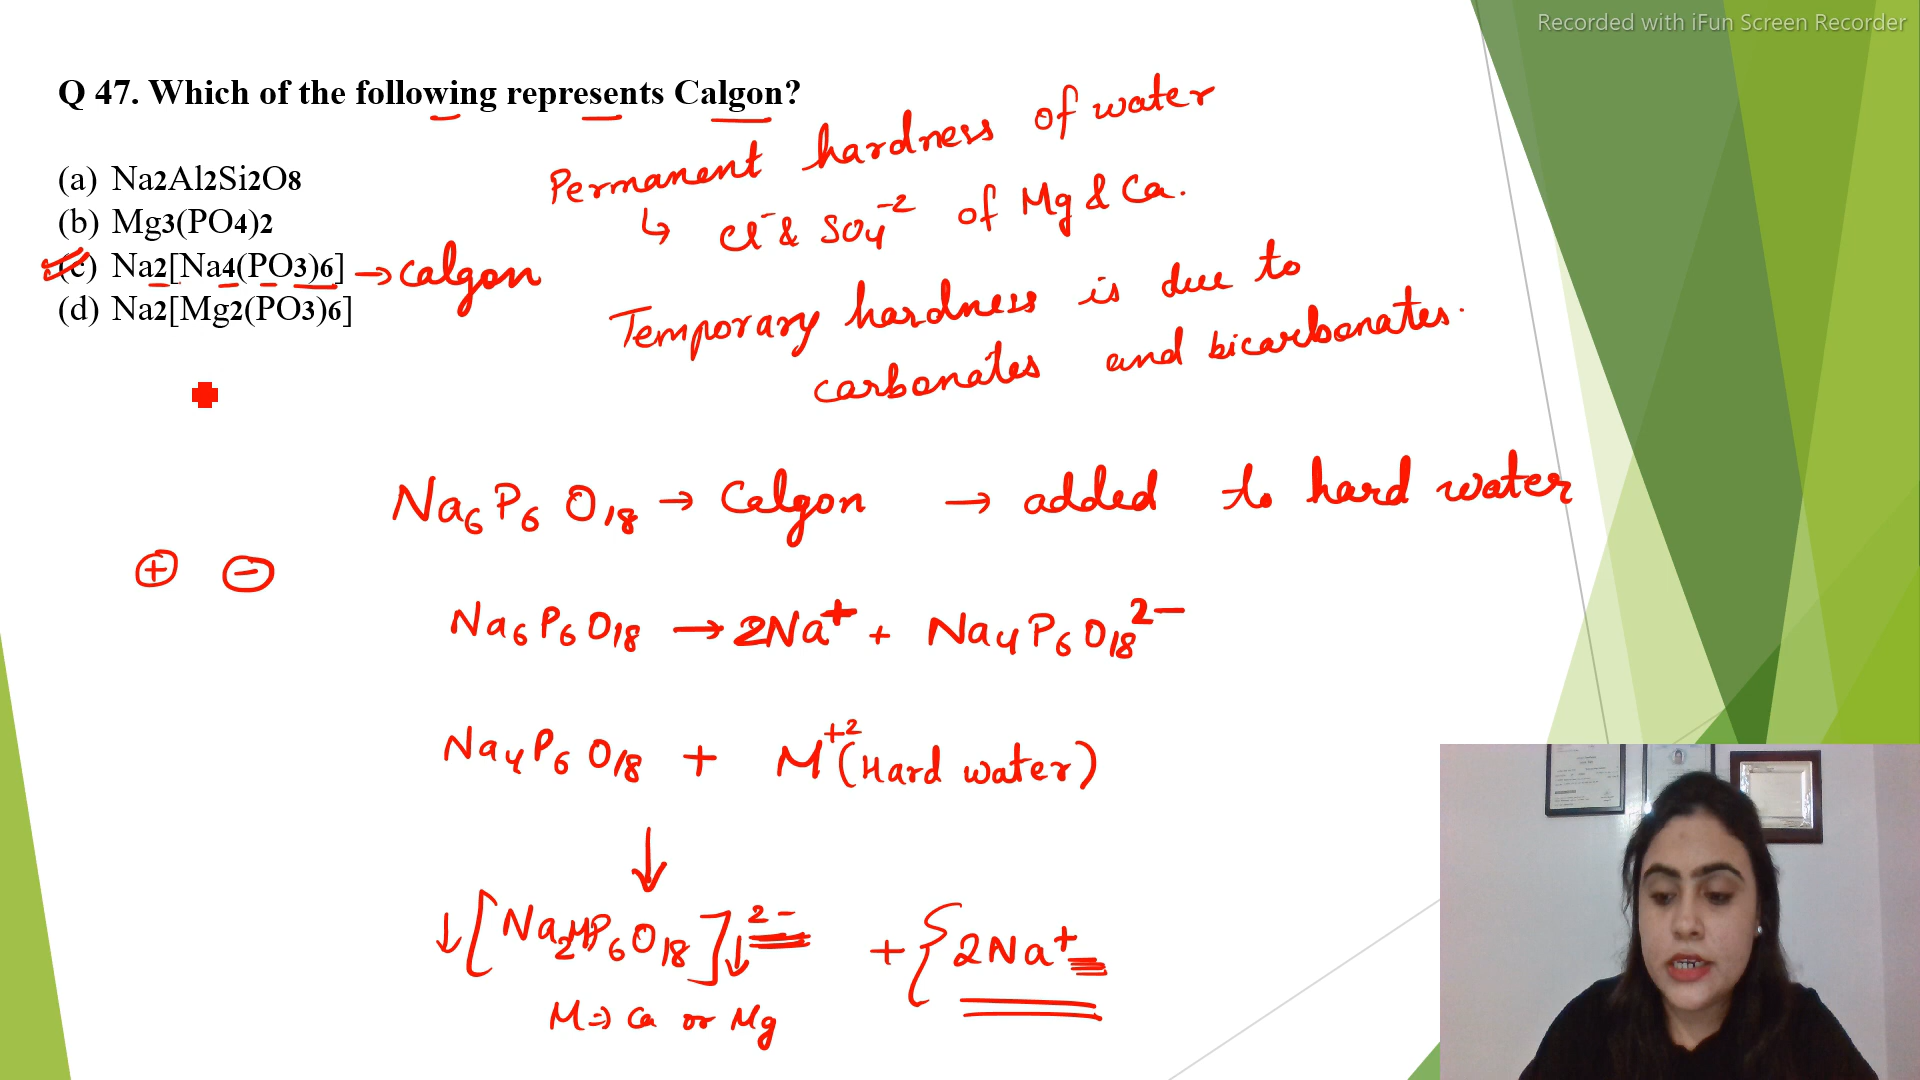 Recorded with iFun Screen Recorder
Q 47. Which of the following represents Calgon?
(a) Na2Al2Si2O8
(b) Mg3(PO4)2
(c) Na2[Na4(PO3)6] → Calgon
(d) Na2[Mg2(PO3)6]
Permanent hardness of water
↳ Cl⁻ & SO₄⁻² of Mg & Ca.
Temporary hardness is due to
carbonates and bicarbonates.
Na₆P₆O₁₈ → Calgon → added to hard water
⊕ ⊖
Na₆P₆O₁₈ → 2Na⁺ + Na₄P₆O₁₈²⁻
Na₄P₆O₁₈ + M⁺²(Hard water)
↓
↓[Na₂MP₆O₁₈]↓²⁻ + {2Na⁺
M ⇒ Ca or Mg